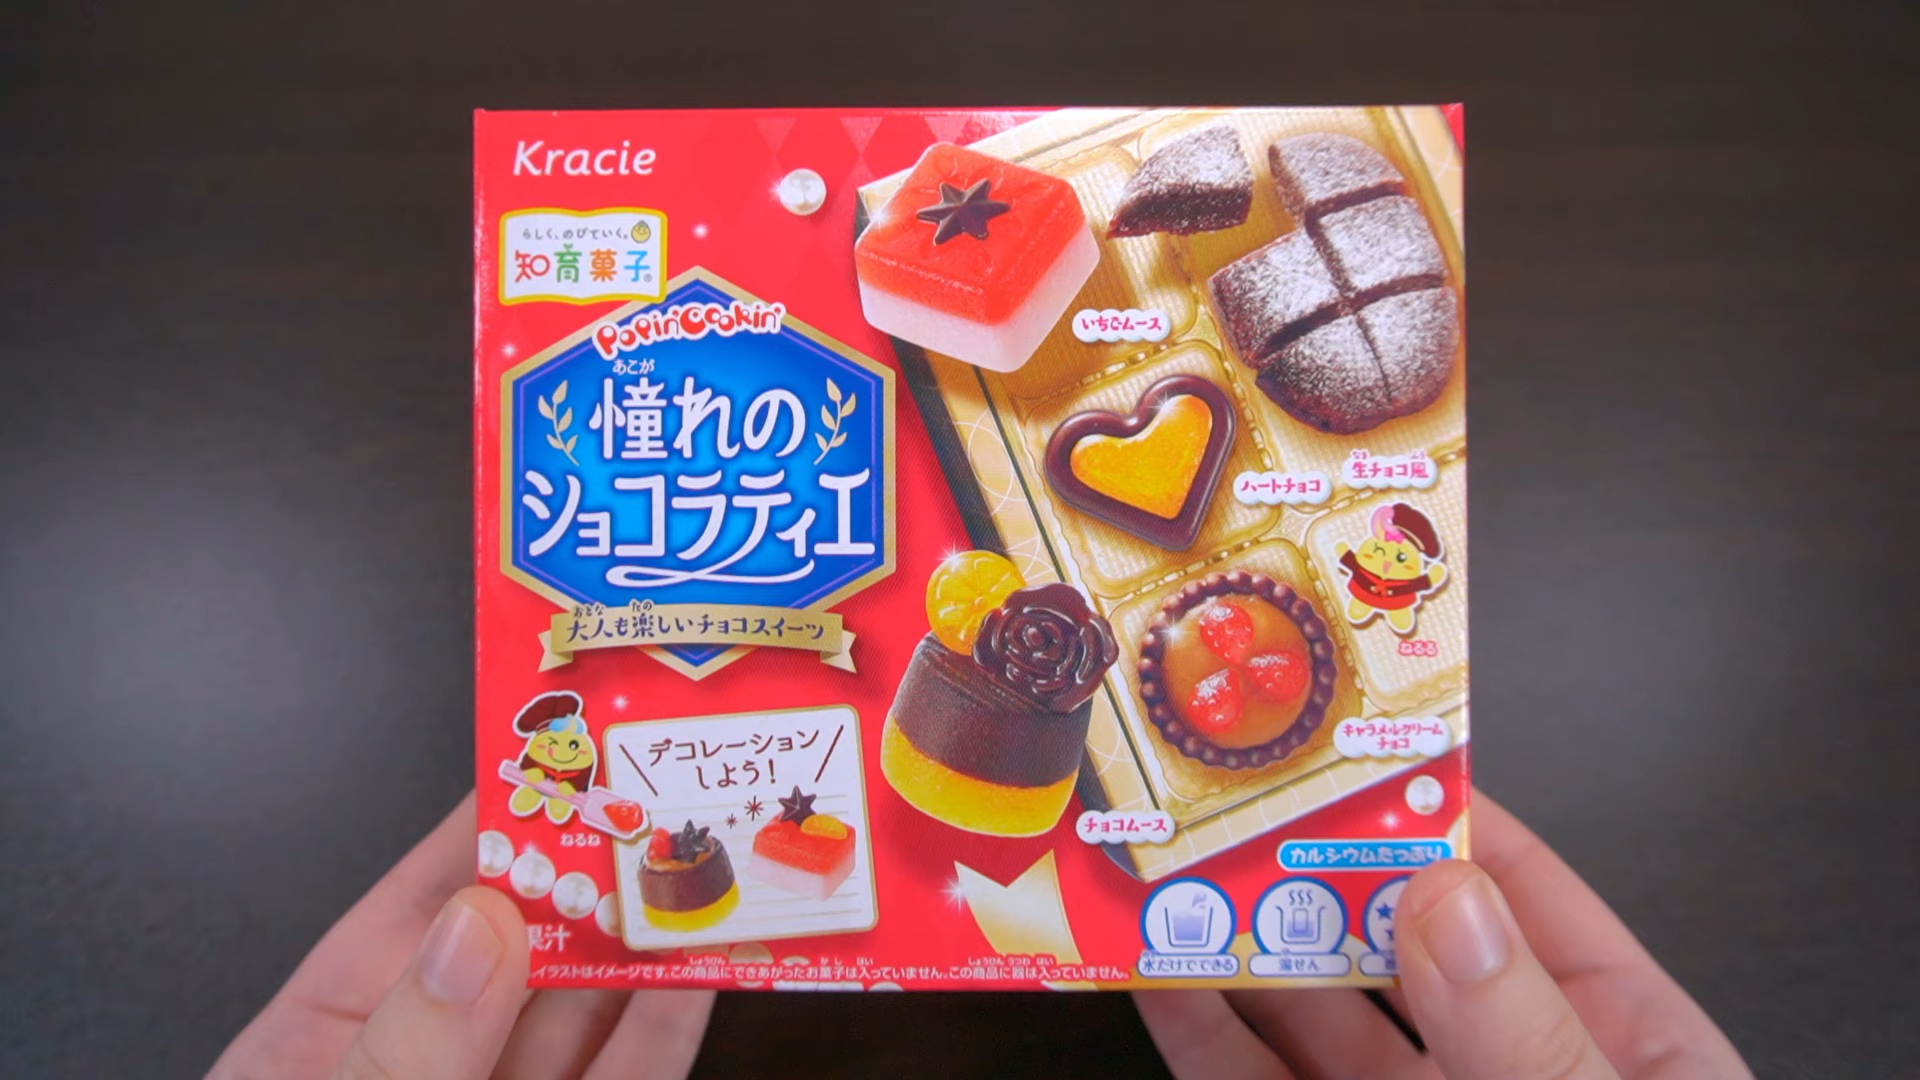 Kracie
らしく、のびていく。
知育菓子®
Popin'Cookin'
あこが
憧れの
ショコラティエ
おとな たの
大人も楽しいチョコスイーツ
いちごムース
ハートチョコ
なま ふう
生チョコ風
ねるる
キャラメルクリーム
チョコ
チョコムース
デコレーション
しよう!
ねるね
カルシウムたっぷり
水だけでできる
湯せん
果汁
イラストはイメージです。この商品にできあがったお菓子は入っていません。この商品に器は入っていません。